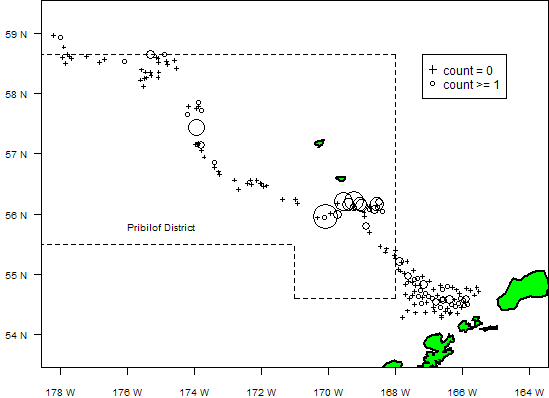 59 N
58 N
57 N
56 N
55 N
54 N
+ count = 0
o count >= 1
Pribilof District
178 W 176 W 174 W 172 W 170 W 168 W 166 W 164 W